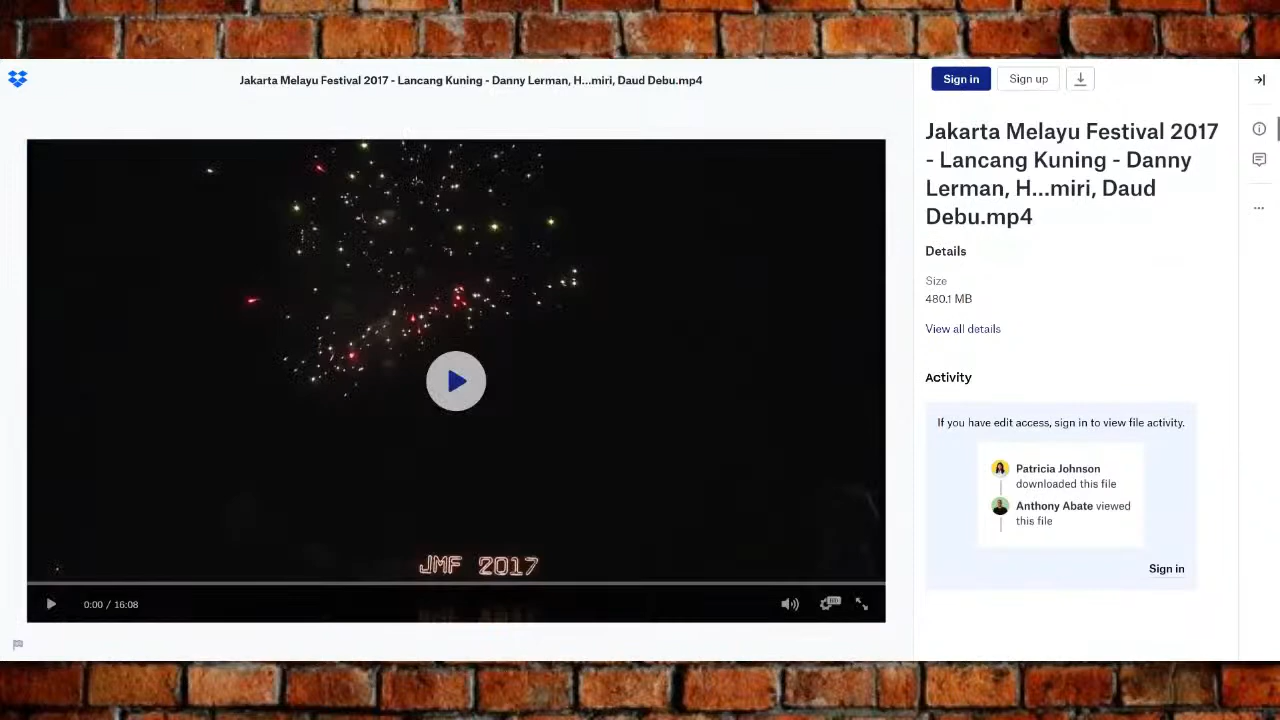 Jakarta Melayu Festival 2017 - Lancang Kuning - Danny Lerman, H...miri, Daud Debu.mp4
Sign in
Sign up
Jakarta Melayu Festival 2017
- Lancang Kuning - Danny
Lerman, H...miri, Daud
Debu.mp4
Details
Size
480.1 MB
View all details
Activity
If you have edit access, sign in to view file activity.
Patricia Johnson
downloaded this file
Anthony Abate viewed
this file
Sign in
JMF 2017
0:00 / 16:08
HD